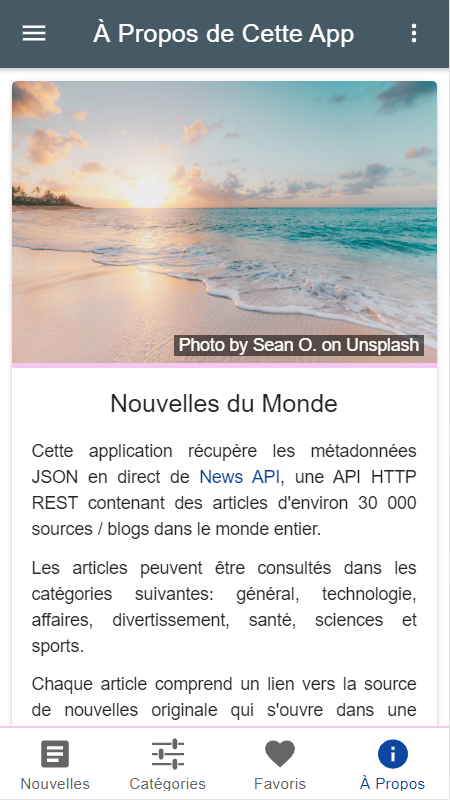 À Propos de Cette App
Photo by Sean O. on Unsplash
Nouvelles du Monde
Cette application récupère les métadonnées
JSON en direct de News API, une API HTTP
REST contenant des articles d'environ 30 000
sources / blogs dans le monde entier.
Les articles peuvent être consultés dans les
catégories suivantes: général, technologie,
affaires, divertissement, santé, sciences et
sports.
Chaque article comprend un lien vers la source
de nouvelles originale qui s'ouvre dans une
Nouvelles
Catégories
Favoris
À Propos